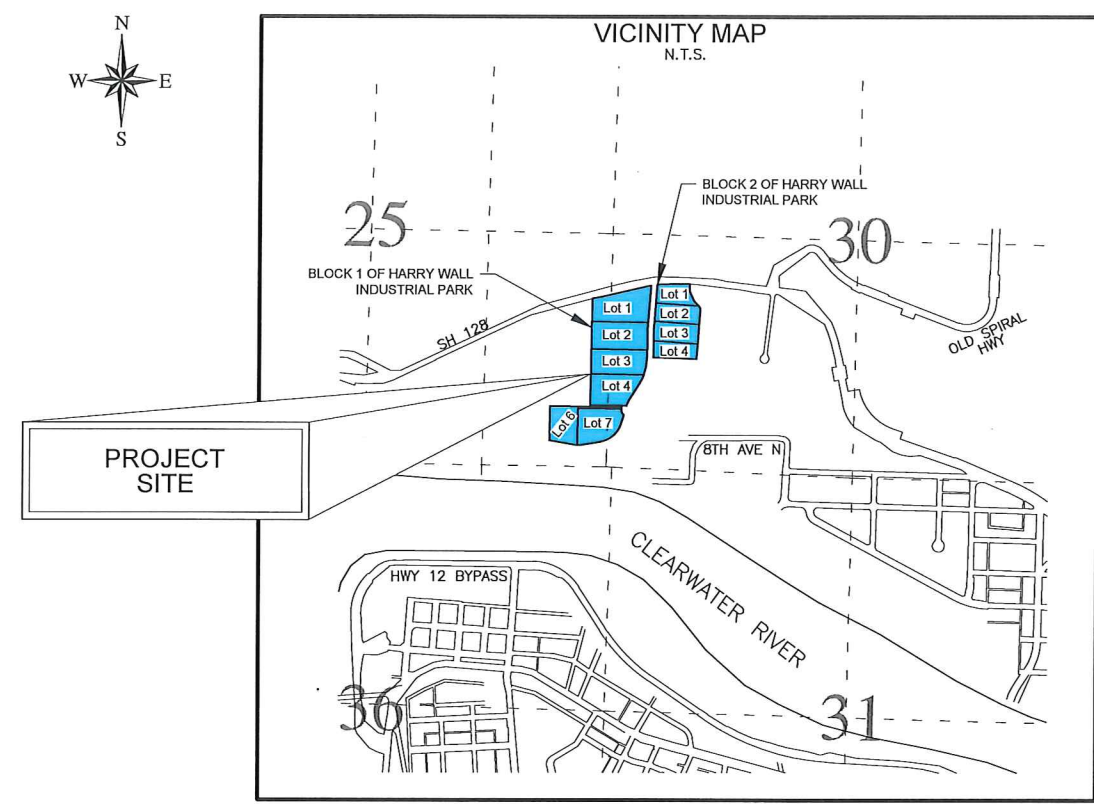 N
W E
S
VICINITY MAP
N.T.S.
BLOCK 2 OF HARRY WALL
INDUSTRIAL PARK
25
30
BLOCK 1 OF HARRY WALL
INDUSTRIAL PARK
Lot 1
Lot 2
Lot 3
Lot 4
Lot 6
Lot 7
Lot 1
Lot 2
Lot 3
Lot 4
SH 128
OLD SPIRAL
HWY
PROJECT
SITE
8TH AVE N
CLEARWATER RIVER
HWY 12 BYPASS
36
31